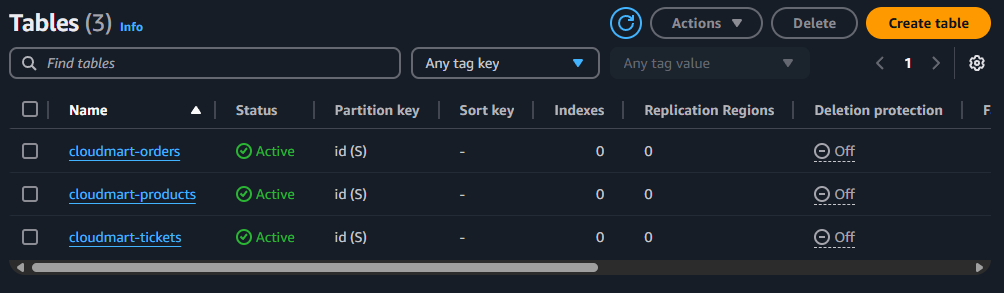 Tables (3) Info Actions Delete Create table
Find tables Any tag key Any tag value 1
Name Status Partition key Sort key Indexes Replication Regions Deletion protection
cloudmart-orders Active id (S) - 0 0 Off
cloudmart-products Active id (S) - 0 0 Off
cloudmart-tickets Active id (S) - 0 0 Off